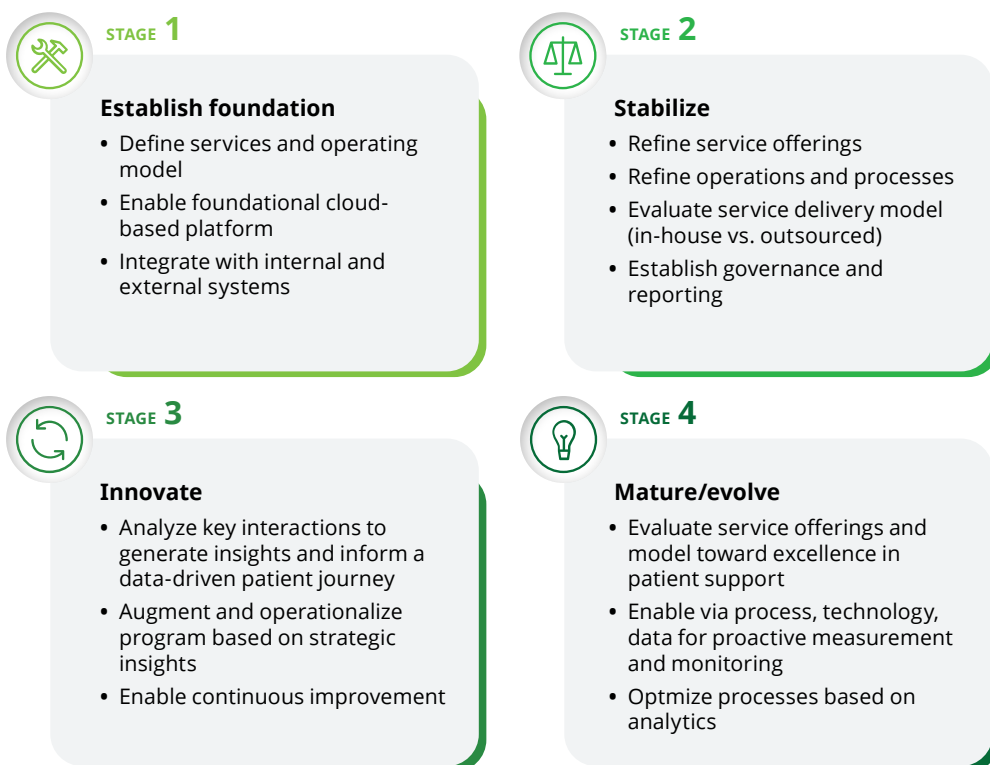 STAGE 1
Establish foundation
• Define services and operating
model
• Enable foundational cloud-
based platform
• Integrate with internal and
external systems
STAGE 2
Stabilize
• Refine service offerings
• Refine operations and processes
• Evaluate service delivery model
(in-house vs. outsourced)
• Establish governance and
reporting
STAGE 3
Innovate
• Analyze key interactions to
generate insights and inform a
data-driven patient journey
• Augment and operationalize
program based on strategic
insights
• Enable continuous improvement
STAGE 4
Mature/evolve
• Evaluate service offerings and
model toward excellence in
patient support
• Enable via process, technology,
data for proactive measurement
and monitoring
• Optmize processes based on
analytics